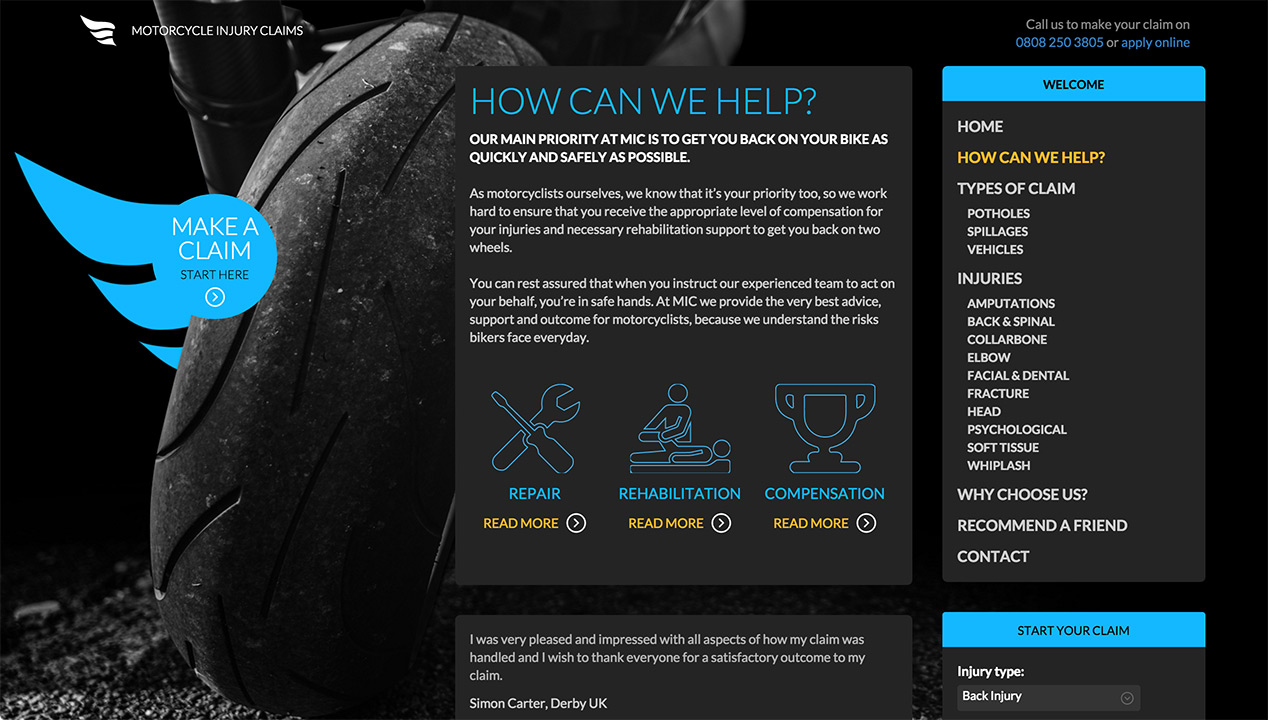 MOTORCYCLE INJURY CLAIMS
Call us to make your claim on
0808 250 3805 or apply online
MAKE A
CLAIM
START HERE
HOW CAN WE HELP?
OUR MAIN PRIORITY AT MIC IS TO GET YOU BACK ON YOUR BIKE AS
QUICKLY AND SAFELY AS POSSIBLE.
As motorcyclists ourselves, we know that it's your priority too, so we work
hard to ensure that you receive the appropriate level of compensation for
your injuries and necessary rehabilitation support to get you back on two
wheels.
You can rest assured that when you instruct our experienced team to act on
your behalf, you're in safe hands. At MIC we provide the very best advice,
support and outcome for motorcyclists, because we understand the risks
bikers face everyday.
REPAIR
READ MORE
REHABILITATION
READ MORE
COMPENSATION
READ MORE
I was very pleased and impressed with all aspects of how my claim was
handled and I wish to thank everyone for a satisfactory outcome to my
claim.
Simon Carter, Derby UK
WELCOME
HOME
HOW CAN WE HELP?
TYPES OF CLAIM
POTHOLES
SPILLAGES
VEHICLES
INJURIES
AMPUTATIONS
BACK & SPINAL
COLLARBONE
ELBOW
FACIAL & DENTAL
FRACTURE
HEAD
PSYCHOLOGICAL
SOFT TISSUE
WHIPLASH
WHY CHOOSE US?
RECOMMEND A FRIEND
CONTACT
START YOUR CLAIM
Injury type:
Back Injury